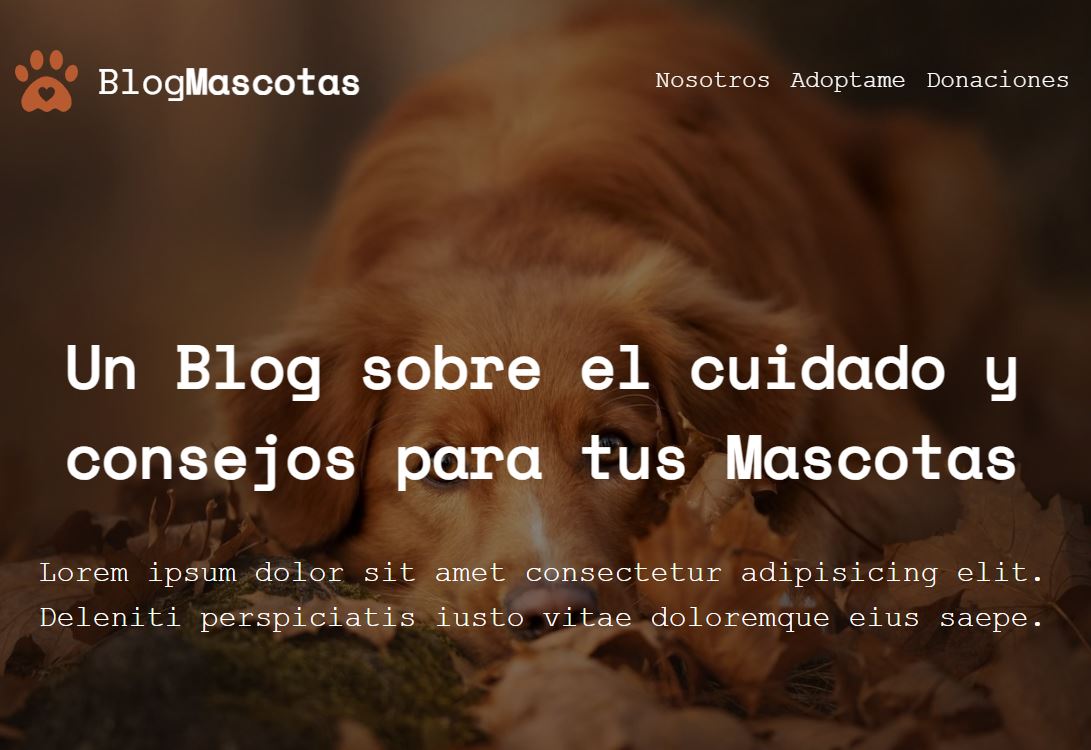 BlogMascotas
Nosotros Adoptame Donaciones
Un Blog sobre el cuidado y
consejos para tus Mascotas
Lorem ipsum dolor sit amet consectetur adipisicing elit.
Deleniti perspiciatis iusto vitae doloremque eius saepe.